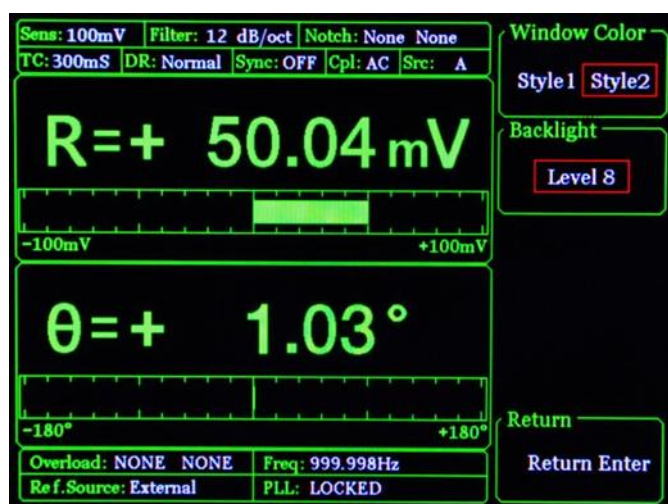 Sens: 100mV Filter: 12 dB/oct Notch: None None
TC: 300mS DR: Normal Sync: OFF Cpl: AC Src: A
R=+ 50.04 mV
-100mV +100mV
θ=+ 1.03°
-180° +180°
Overload: NONE NONE Freq: 999.998Hz
Ref.Source: External PLL: LOCKED
Window Color
Style1 Style2
Backlight
Level 8
Return
Return Enter